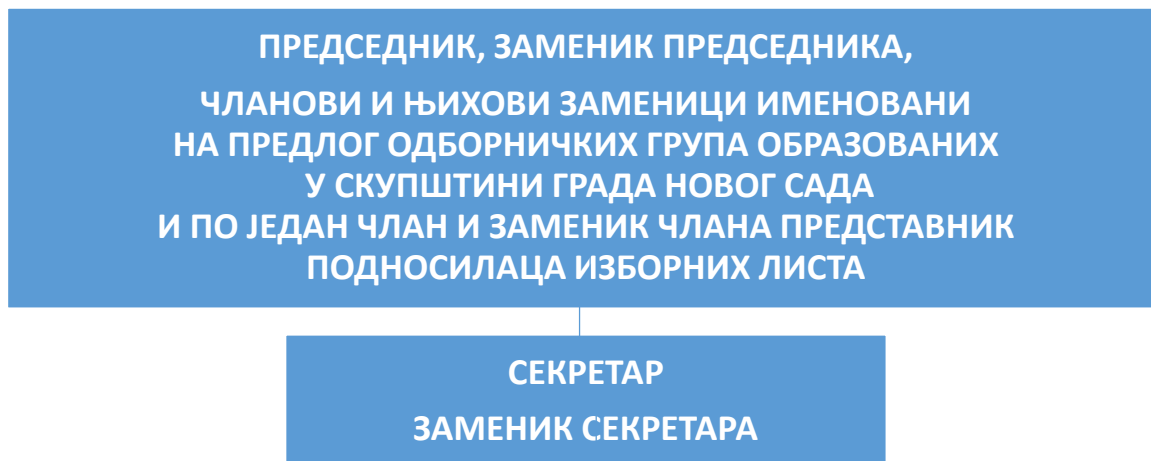 ПРЕДСЕДНИК, ЗАМЕНИК ПРЕДСЕДНИКА,
ЧЛАНОВИ И ЊИХОВИ ЗАМЕНИЦИ ИМЕНОВАНИ
НА ПРЕДЛОГ ОДБОРНИЧКИХ ГРУПА ОБРАЗОВАНИХ
У СКУПШТИНИ ГРАДА НОВОГ САДА
И ПО ЈЕДАН ЧЛАН И ЗАМЕНИК ЧЛАНА ПРЕДСТАВНИК
ПОДНОСИЛАЦА ИЗБОРНИХ ЛИСТА
СЕКРЕТАР
ЗАМЕНИК СЕКРЕТАРА